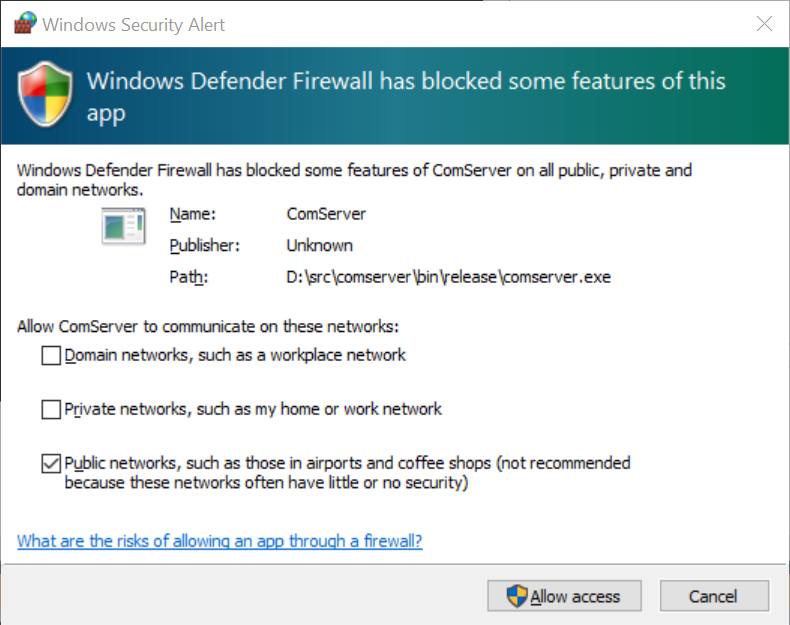 Windows Security Alert
Windows Defender Firewall has blocked some features of this
app
Windows Defender Firewall has blocked some features of ComServer on all public, private and
domain networks.
Name: ComServer
Publisher: Unknown
Path: D:\src\comserver\bin\release\comserver.exe
Allow ComServer to communicate on these networks:
Domain networks, such as a workplace network
Private networks, such as my home or work network
Public networks, such as those in airports and coffee shops (not recommended
because these networks often have little or no security)
What are the risks of allowing an app through a firewall?
Allow access Cancel